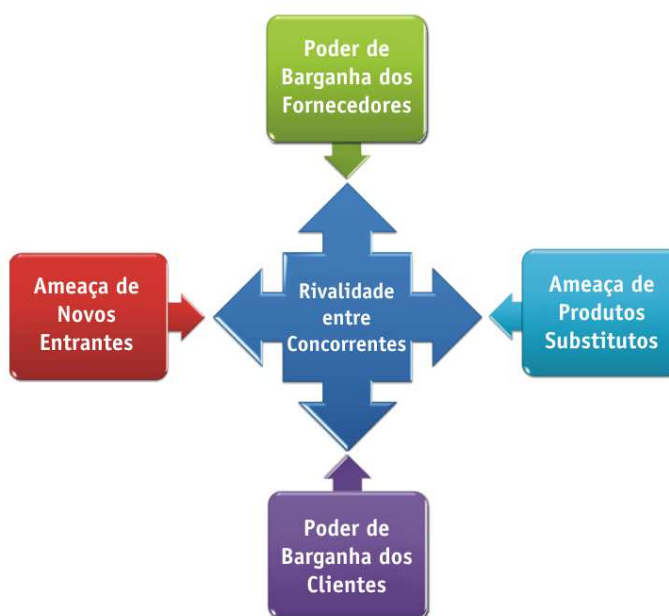 Poder de
Barganha dos
Fornecedores
Ameaça de
Novos
Entrantes
Rivalidade
entre
Concorrentes
Ameaça de
Produtos
Substitutos
Poder de
Barganha dos
Clientes